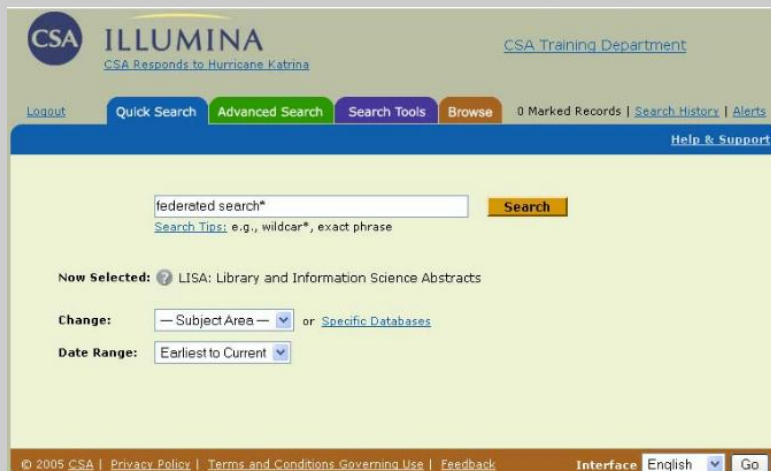 CSA ILLUMINA
CSA Responds to Hurricane Katrina
CSA Training Department
Logout Quick Search Advanced Search Search Tools Browse 0 Marked Records | Search History | Alerts
Help & Support
federated search* Search
Search Tips: e.g., wildcar*, exact phrase
Now Selected: ? LISA: Library and Information Science Abstracts
Change: — Subject Area — or Specific Databases
Date Range: Earliest to Current
© 2005 CSA | Privacy Policy | Terms and Conditions Governing Use | Feedback Interface English Go